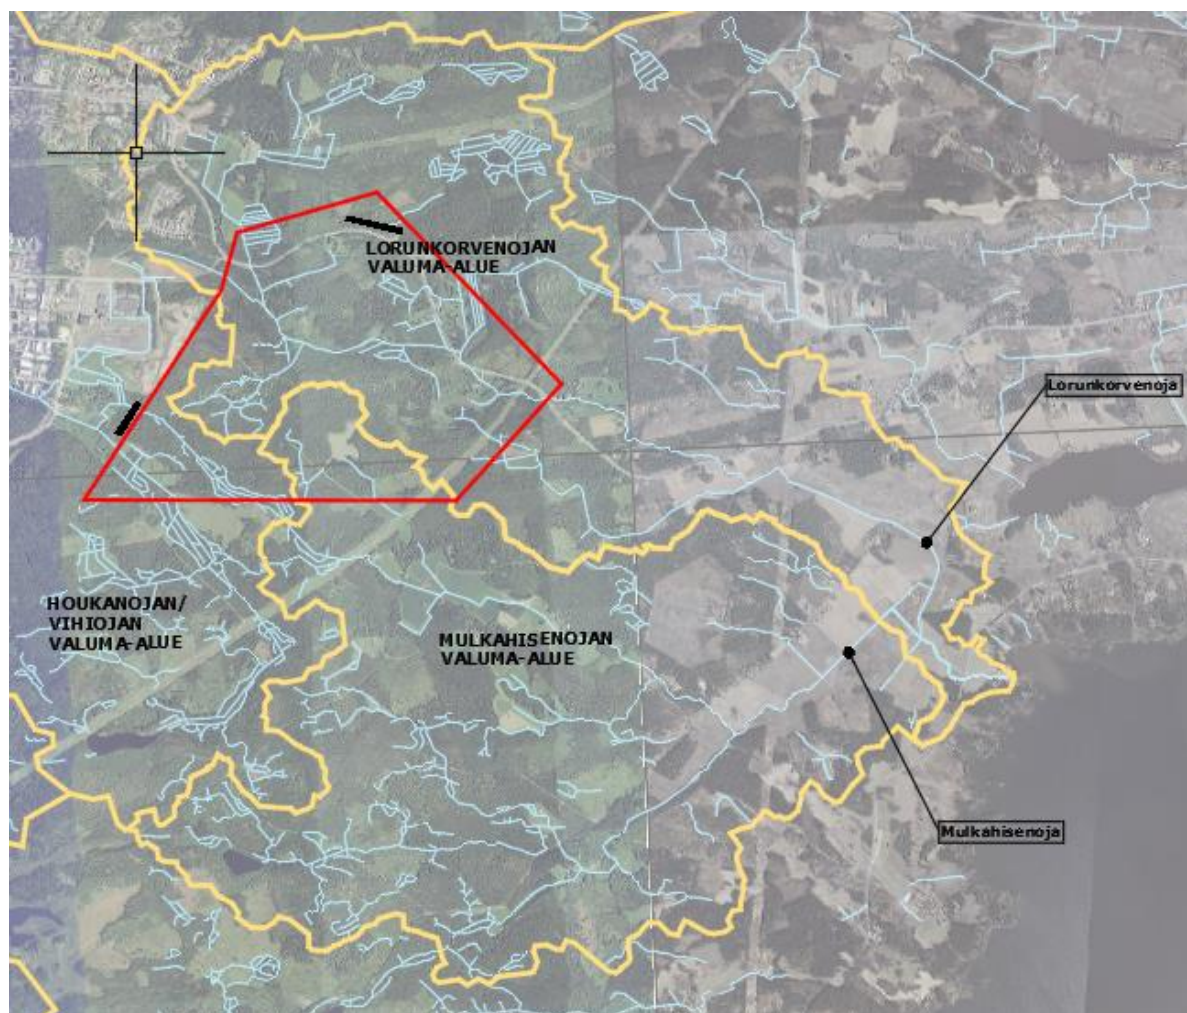 LORUNKORVENOJAN
VALUMA-ALUE
Lorunkorvenoja
HOUKANOJAN/
VIHIOJAN
VALUMA-ALUE
MULKAHISENOJAN
VALUMA-ALUE
Mulkahisenoja